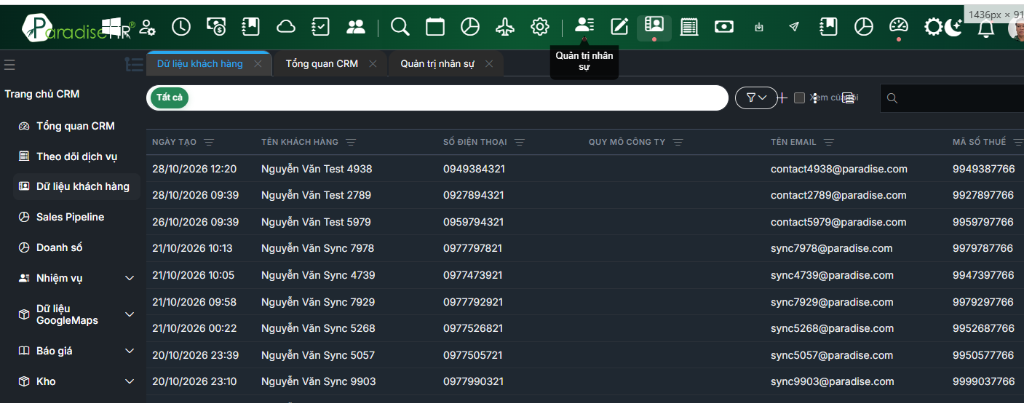 1436px × 91
ParadiseHR
Quản trị nhân sự
Dữ liệu khách hàng
Tổng quan CRM
Quản trị nhân sự
Trang chủ CRM
Tổng quan CRM
Theo dõi dịch vụ
Dữ liệu khách hàng
Sales Pipeline
Doanh số
Nhiệm vụ
Dữ liệu
GoogleMaps
Báo giá
Kho
Tất cả
Xem của
NGÀY TẠO TÊN KHÁCH HÀNG SỐ ĐIỆN THOẠI QUY MÔ CÔNG TY TÊN EMAIL MÃ SỐ THUẾ
28/10/2026 12:20 Nguyễn Văn Test 4938 0949384321 contact4938@paradise.com 9949387766
28/10/2026 09:39 Nguyễn Văn Test 2789 0927894321 contact2789@paradise.com 9927897766
26/10/2026 09:39 Nguyễn Văn Test 5979 0959794321 contact5979@paradise.com 9959797766
21/10/2026 10:13 Nguyễn Văn Sync 7978 0977797821 sync7978@paradise.com 9979787766
21/10/2026 10:05 Nguyễn Văn Sync 4739 0977473921 sync4739@paradise.com 9947397766
21/10/2026 09:58 Nguyễn Văn Sync 7929 0977792921 sync7929@paradise.com 9979297766
21/10/2026 00:22 Nguyễn Văn Sync 5268 0977526821 sync5268@paradise.com 9952687766
20/10/2026 23:39 Nguyễn Văn Sync 5057 0977505721 sync5057@paradise.com 9950577766
20/10/2026 23:10 Nguyễn Văn Sync 9903 0977990321 sync9903@paradise.com 9999037766